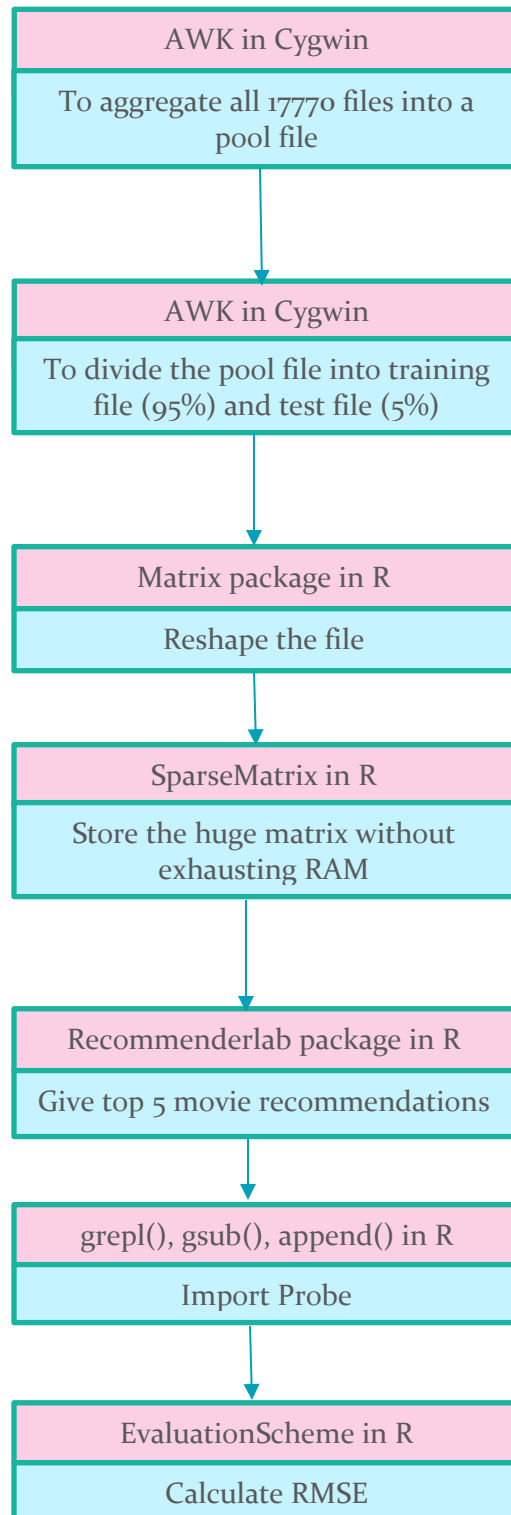 AWK in Cygwin
To aggregate all 17770 files into a
pool file
AWK in Cygwin
To divide the pool file into training
file (95%) and test file (5%)
Matrix package in R
Reshape the file
SparseMatrix in R
Store the huge matrix without
exhausting RAM
Recommenderlab package in R
Give top 5 movie recommendations
grepl(), gsub(), append() in R
Import Probe
EvaluationScheme in R
Calculate RMSE